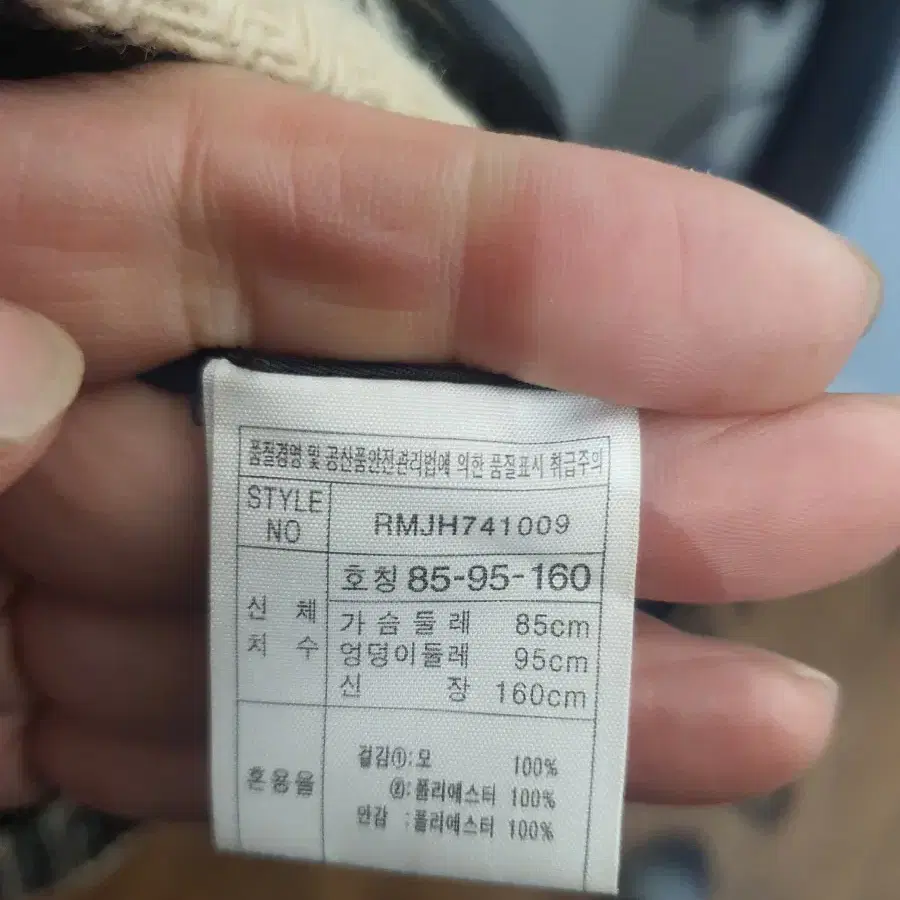 품질경영 및 공산품안전관리법에 의한 품질표시 취급주의
STYLE NO RMJH741009
호칭 85-95-160
신체치수
가슴둘레 85cm
엉덩이둘레 95cm
신장 160cm
혼용율
겉감①:모 100%
②:폴리에스터 100%
안감 :폴리에스터 100%